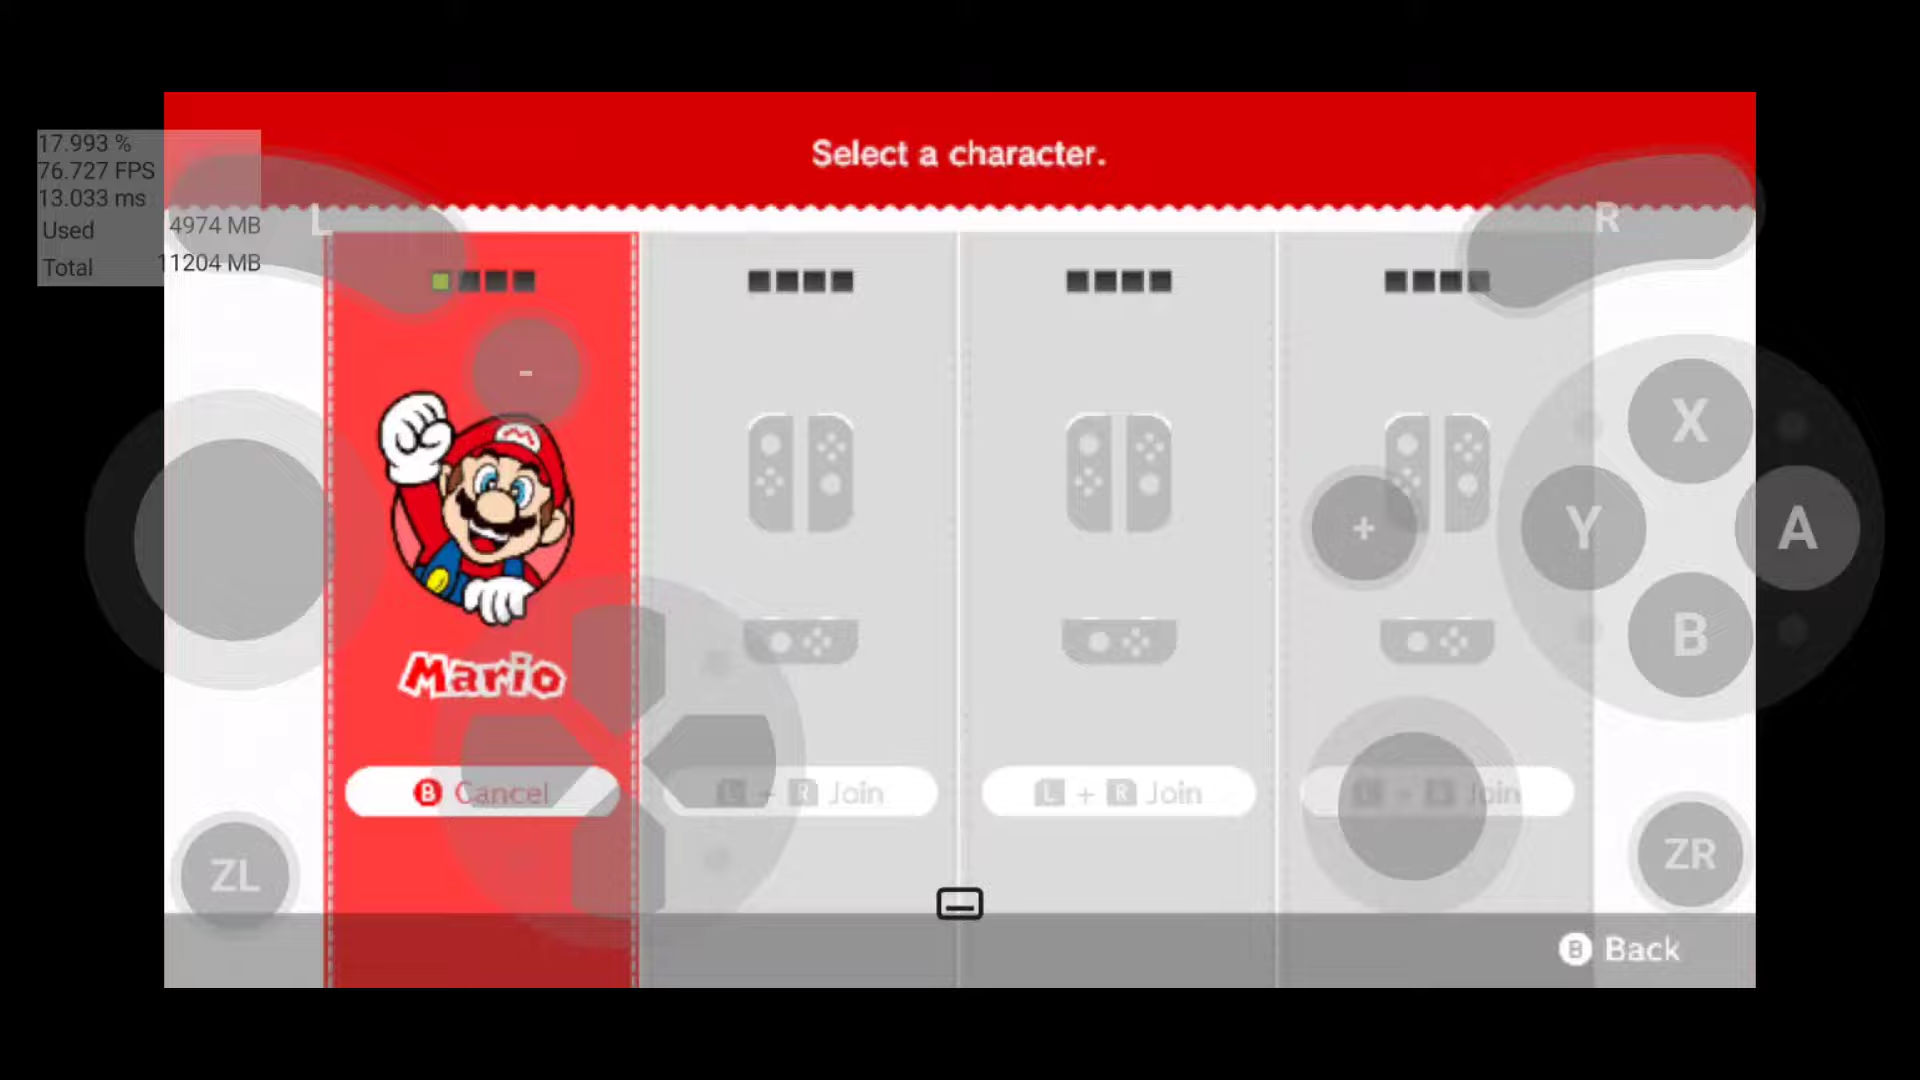 Select a character.
17.993 %
76.727 FPS
13.033 ms
Used 4974 MB
Total 11204 MB
L
R
-
X
+
Y
A
B
Mario
B Cancel
L + R Join
L + R Join
Join
ZL
ZR
B Back